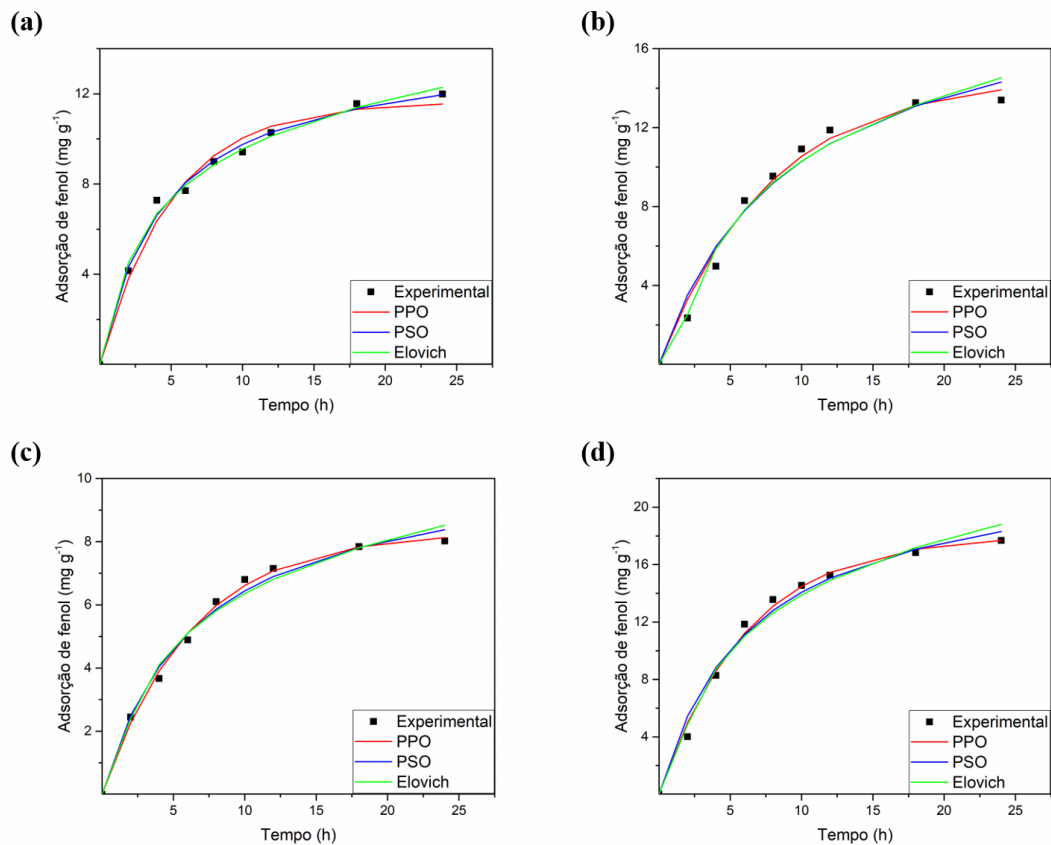 (a)
Adsorção de fenol (mg g⁻¹)
12
8
4
5 10 15 20 25
Tempo (h)
Experimental
PPO
PSO
Elovich
(b)
Adsorção de fenol (mg g⁻¹)
16
12
8
4
5 10 15 20 25
Tempo (h)
Experimental
PPO
PSO
Elovich
(c)
Adsorção de fenol (mg g⁻¹)
10
8
6
4
2
5 10 15 20 25
Tempo (h)
Experimental
PPO
PSO
Elovich
(d)
Adsorção de fenol (mg g⁻¹)
20
16
12
8
4
5 10 15 20 25
Tempo (h)
Experimental
PPO
PSO
Elovich